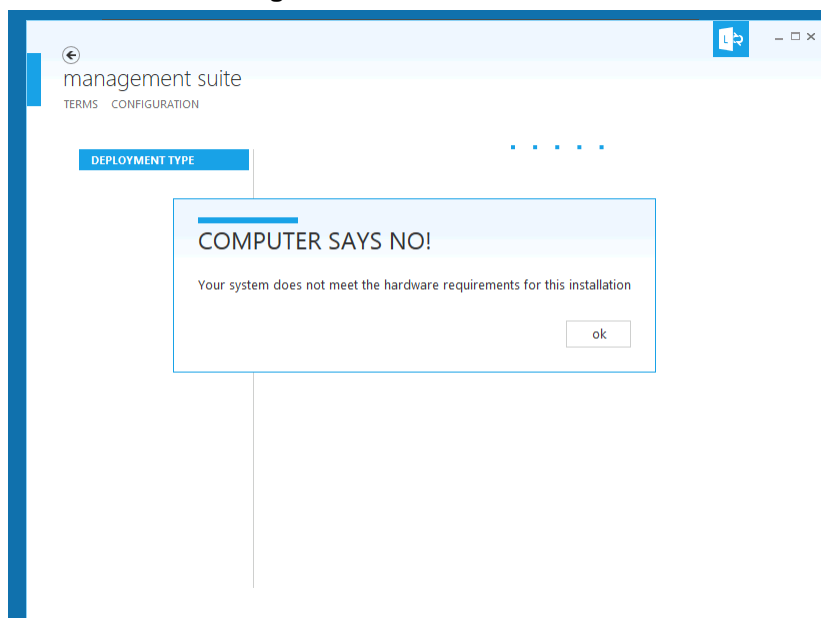 management suite
TERMS CONFIGURATION
DEPLOYMENT TYPE
COMPUTER SAYS NO!
Your system does not meet the hardware requirements for this installation
ok